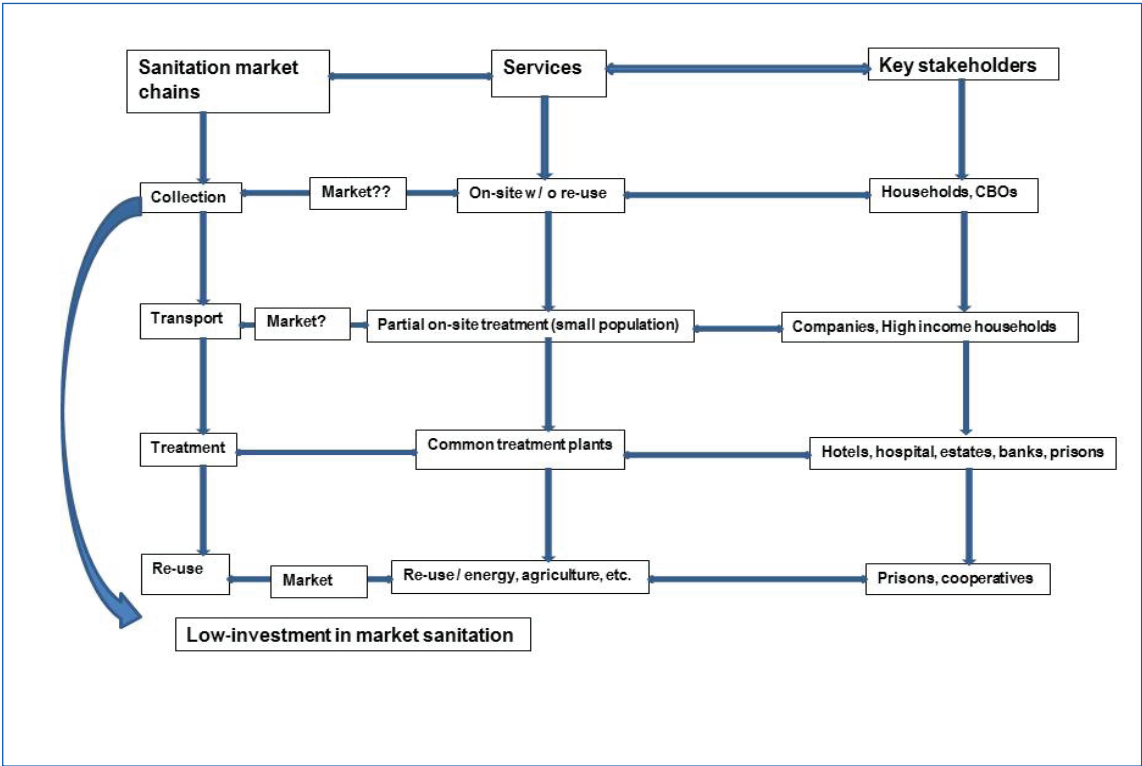 Sanitation market
chains
Services
Key stakeholders
Collection
Market??
On-site w / o re-use
Households, CBOs
Transport
Market?
Partial on-site treatment (small population)
Companies, High income households
Treatment
Common treatment plants
Hotels, hospital, estates, banks, prisons
Re-use
Market
Re-use / energy, agriculture, etc.
Prisons, cooperatives
Low-investment in market sanitation